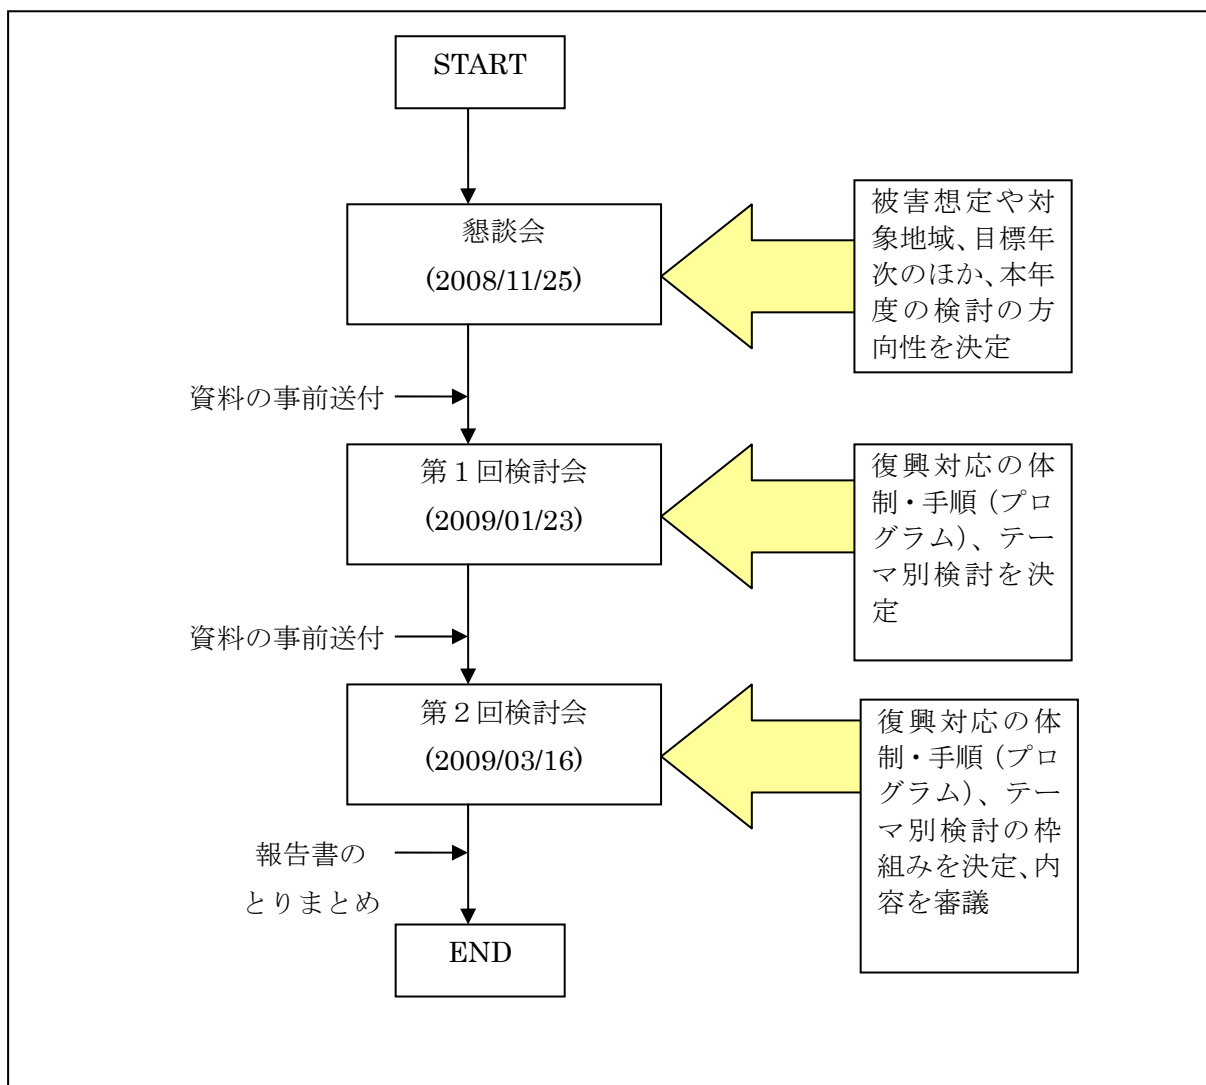 START
懇談会
(2008/11/25)
被害想定や対
象地域、目標年
次のほか、本年
度の検討の方
向性を決定
資料の事前送付
第１回検討会
(2009/01/23)
復興対応の体
制・手順（プロ
グラム）、テー
マ別検討を決
定
資料の事前送付
第２回検討会
(2009/03/16)
復興対応の体
制・手順（プロ
グラム）、テー
マ別検討の枠
組みを決定、内
容を審議
報告書の
とりまとめ
END